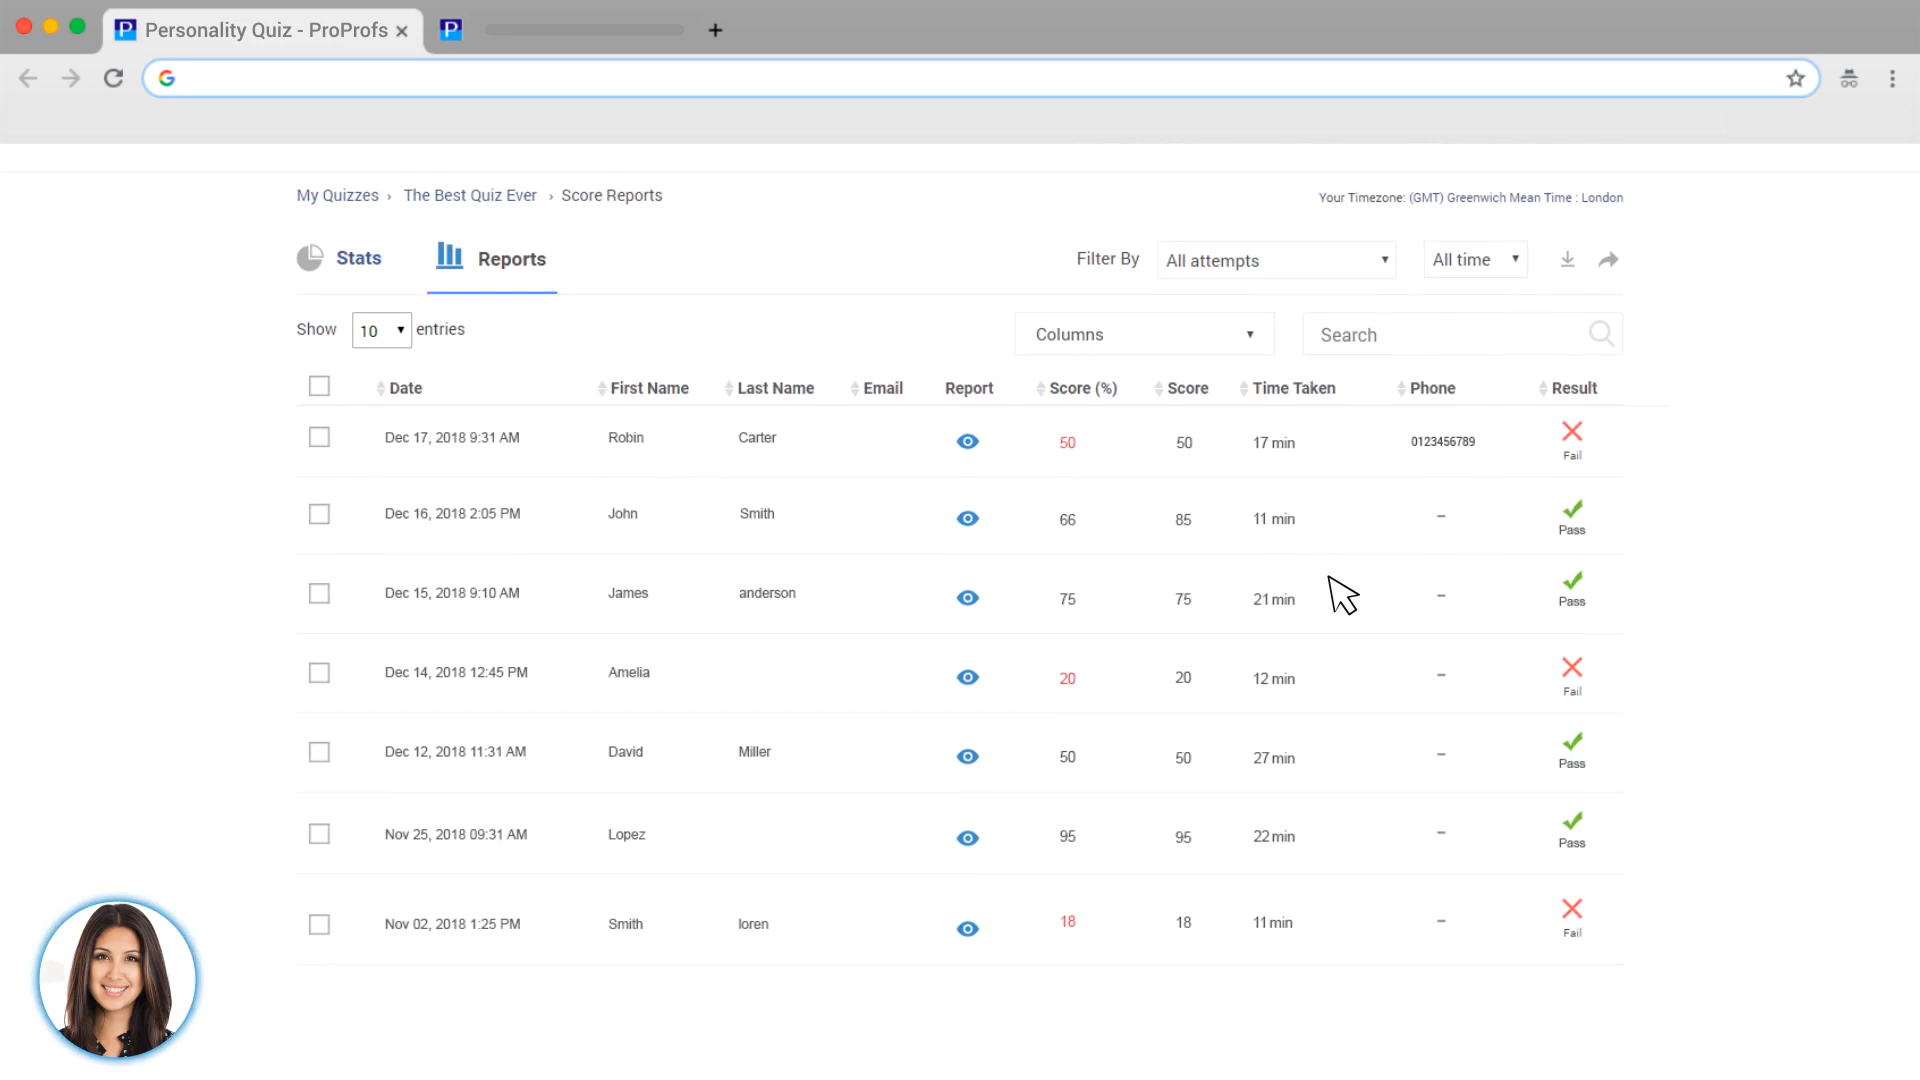 P Personality Quiz - ProProfs × P +
G
My Quizzes › The Best Quiz Ever › Score Reports
Your Timezone: (GMT) Greenwich Mean Time : London
Stats Reports Filter By All attempts All time
Show 10 entries Columns Search
Date First Name Last Name Email Report Score (%) Score Time Taken Phone Result
Dec 17, 2018 9:31 AM Robin Carter 50 50 17 min 0123456789 Fail
Dec 16, 2018 2:05 PM John Smith 66 85 11 min – Pass
Dec 15, 2018 9:10 AM James anderson 75 75 21 min – Pass
Dec 14, 2018 12:45 PM Amelia 20 20 12 min – Fail
Dec 12, 2018 11:31 AM David Miller 50 50 27 min – Pass
Nov 25, 2018 09:31 AM Lopez 95 95 22 min – Pass
Nov 02, 2018 1:25 PM Smith loren 18 18 11 min – Fail